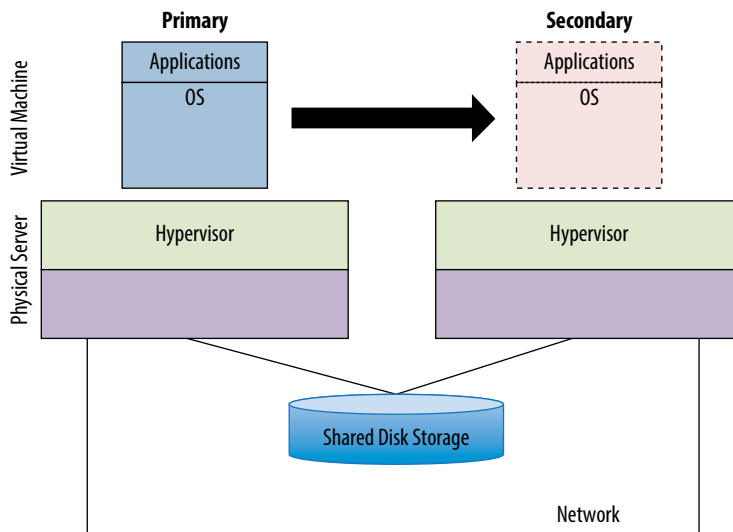 Primary
Secondary
Virtual Machine
Applications
OS
Applications
OS
Physical Server
Hypervisor
Hypervisor
Shared Disk Storage
Network